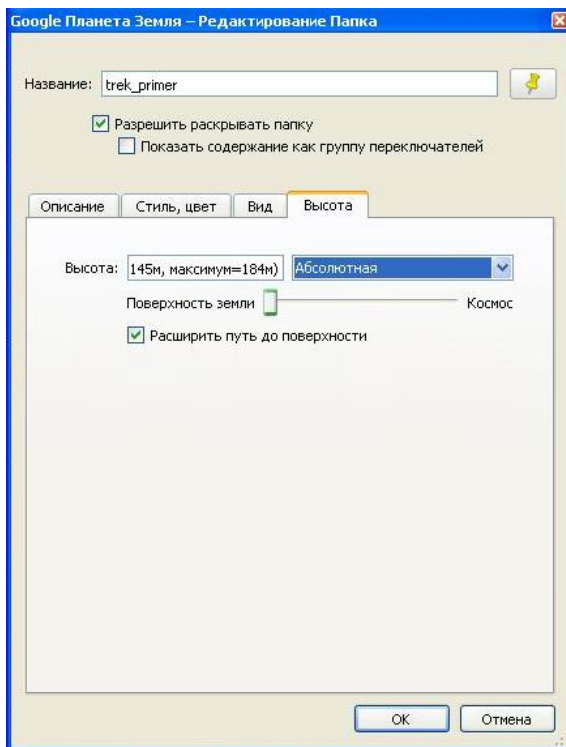 Google Планета Земля – Редактирование Папка
Название: trek_primer
Разрешить раскрывать папку
Показать содержание как группу переключателей
Описание Стиль, цвет Вид Высота
Высота: 145м, максимум=184м) Абсолютная
Поверхность земли Космос
Расширить путь до поверхности
ОК Отмена